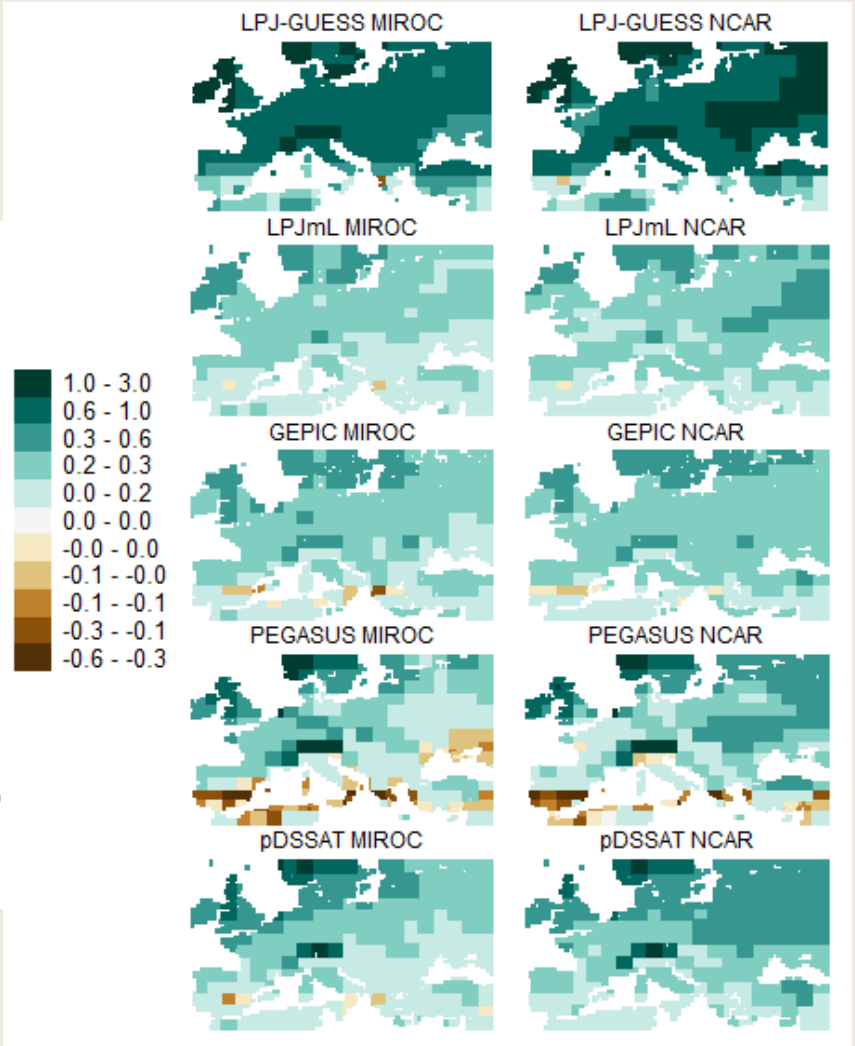 LPJ-GUESS MIROC
LPJ-GUESS NCAR
LPJmL MIROC
LPJmL NCAR
GEPIC MIROC
GEPIC NCAR
PEGASUS MIROC
PEGASUS NCAR
pDSSAT MIROC
pDSSAT NCAR
1.0 - 3.0
0.6 - 1.0
0.3 - 0.6
0.2 - 0.3
0.0 - 0.2
0.0 - 0.0
-0.0 - 0.0
-0.1 - -0.0
-0.1 - -0.1
-0.3 - -0.1
-0.6 - -0.3